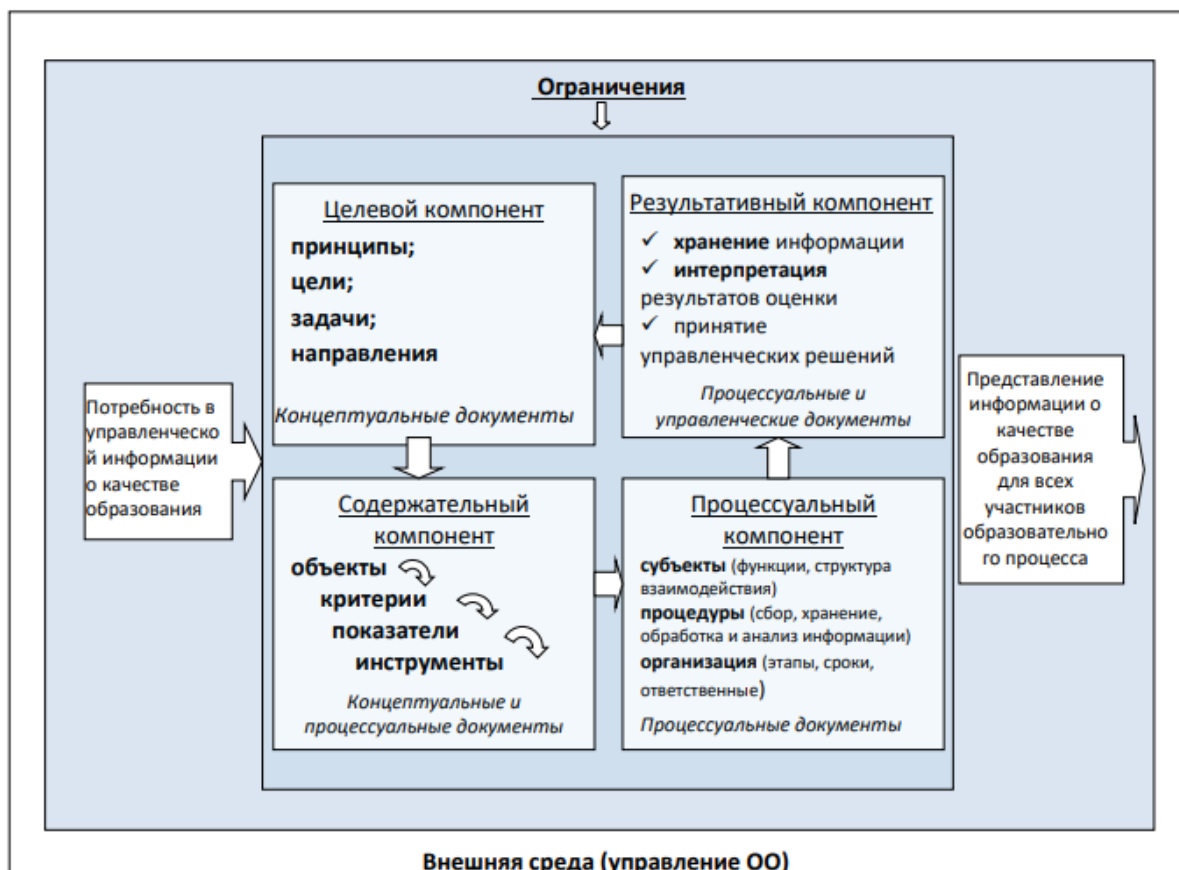 Ограничения
Целевой компонент
принципы;
цели;
задачи;
направления
Концептуальные документы
Результативный компонент
✓ хранение информации
✓ интерпретация
результатов оценки
✓ принятие
управленческих решений
Процессуальные и
управленческие документы
Потребность в
управленческо
й информации
о качестве
образования
Содержательный
компонент
объекты
критерии
показатели
инструменты
Концептуальные и
процессуальные документы
Процессуальный
компонент
субъекты (функции, структура
взаимодействия)
процедуры (сбор, хранение,
обработка и анализ информации)
организация (этапы, сроки,
ответственные)
Процессуальные документы
Представление
информации о
качестве
образования
для всех
участников
образовательно
го процесса
Внешняя среда (управление ОО)